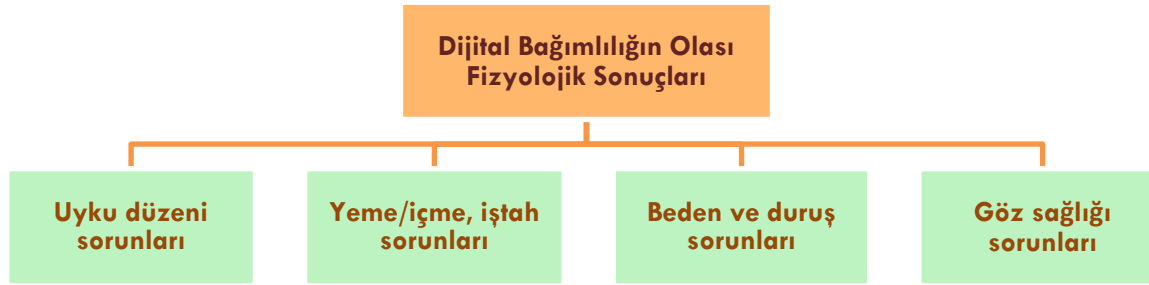 Dijital Bağımlılığın Olası
Fizyolojik Sonuçları
Uyku düzeni
sorunları
Yeme/içme, iştah
sorunları
Beden ve duruş
sorunları
Göz sağlığı
sorunları